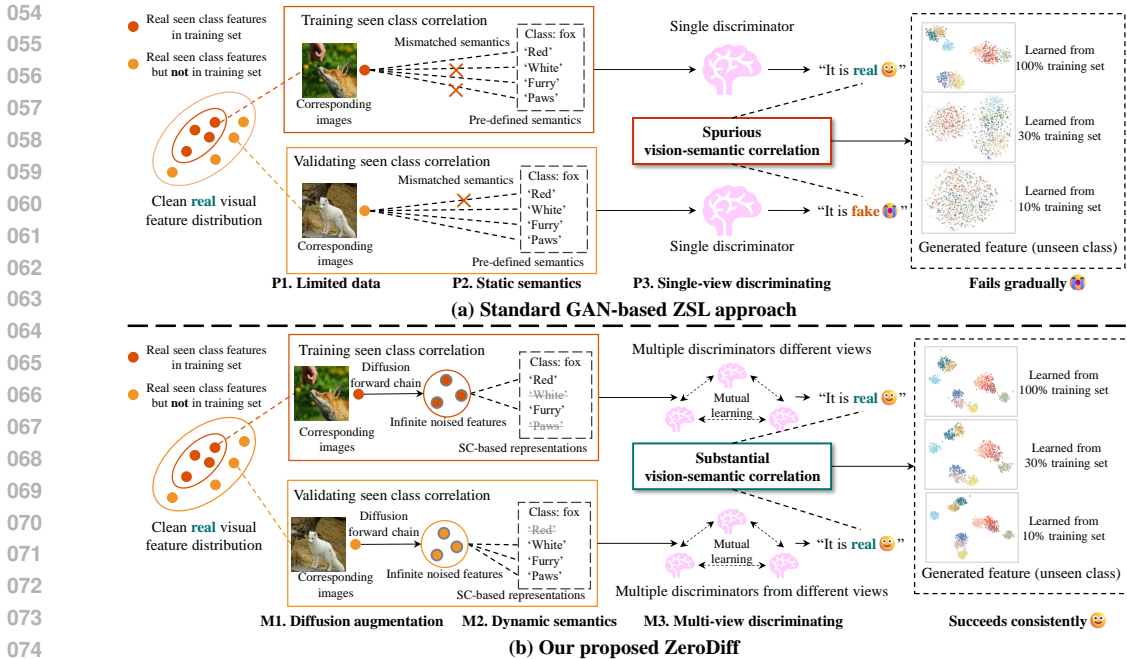 054
055
056
057
058
059
060
061
062
063
064
065
066
067
068
069
070
071
072
073
074
Real seen class features
in training set
Real seen class features
but not in training set
Clean real visual
feature distribution
Training seen class correlation
Mismatched semantics
Corresponding
images
Class: fox
'Red'
'White'
'Furry'
'Paws'
Pre-defined semantics
Validating seen class correlation
Mismatched semantics
Corresponding
images
Class: fox
'Red'
'White'
'Furry'
'Paws'
Pre-defined semantics
Single discriminator
"It is real"
Spurious
vision-semantic correlation
"It is fake"
Single discriminator
Learned from
100% training set
Learned from
30% training set
Learned from
10% training set
Generated feature (unseen class)
P1. Limited data
P2. Static semantics
P3. Single-view discriminating
Fails gradually
(a) Standard GAN-based ZSL approach
Real seen class features
in training set
Real seen class features
but not in training set
Clean real visual
feature distribution
Training seen class correlation
Diffusion
forward chain
Corresponding
images
Infinite noised features
Class: fox
'Red'
'White'
'Furry'
'Paws'
SC-based representations
Validating seen class correlation
Diffusion
forward chain
Corresponding
images
Infinite noised features
Class: fox
'Red'
'White'
'Furry'
'Paws'
SC-based representations
Multiple discriminators different views
Mutual
learning
"It is real"
Substantial
vision-semantic correlation
Mutual
learning
"It is real"
Multiple discriminators from different views
Learned from
100% training set
Learned from
30% training set
Learned from
10% training set
Generated feature (unseen class)
M1. Diffusion augmentation
M2. Dynamic semantics
M3. Multi-view discriminating
Succeeds consistently
(b) Our proposed ZeroDiff